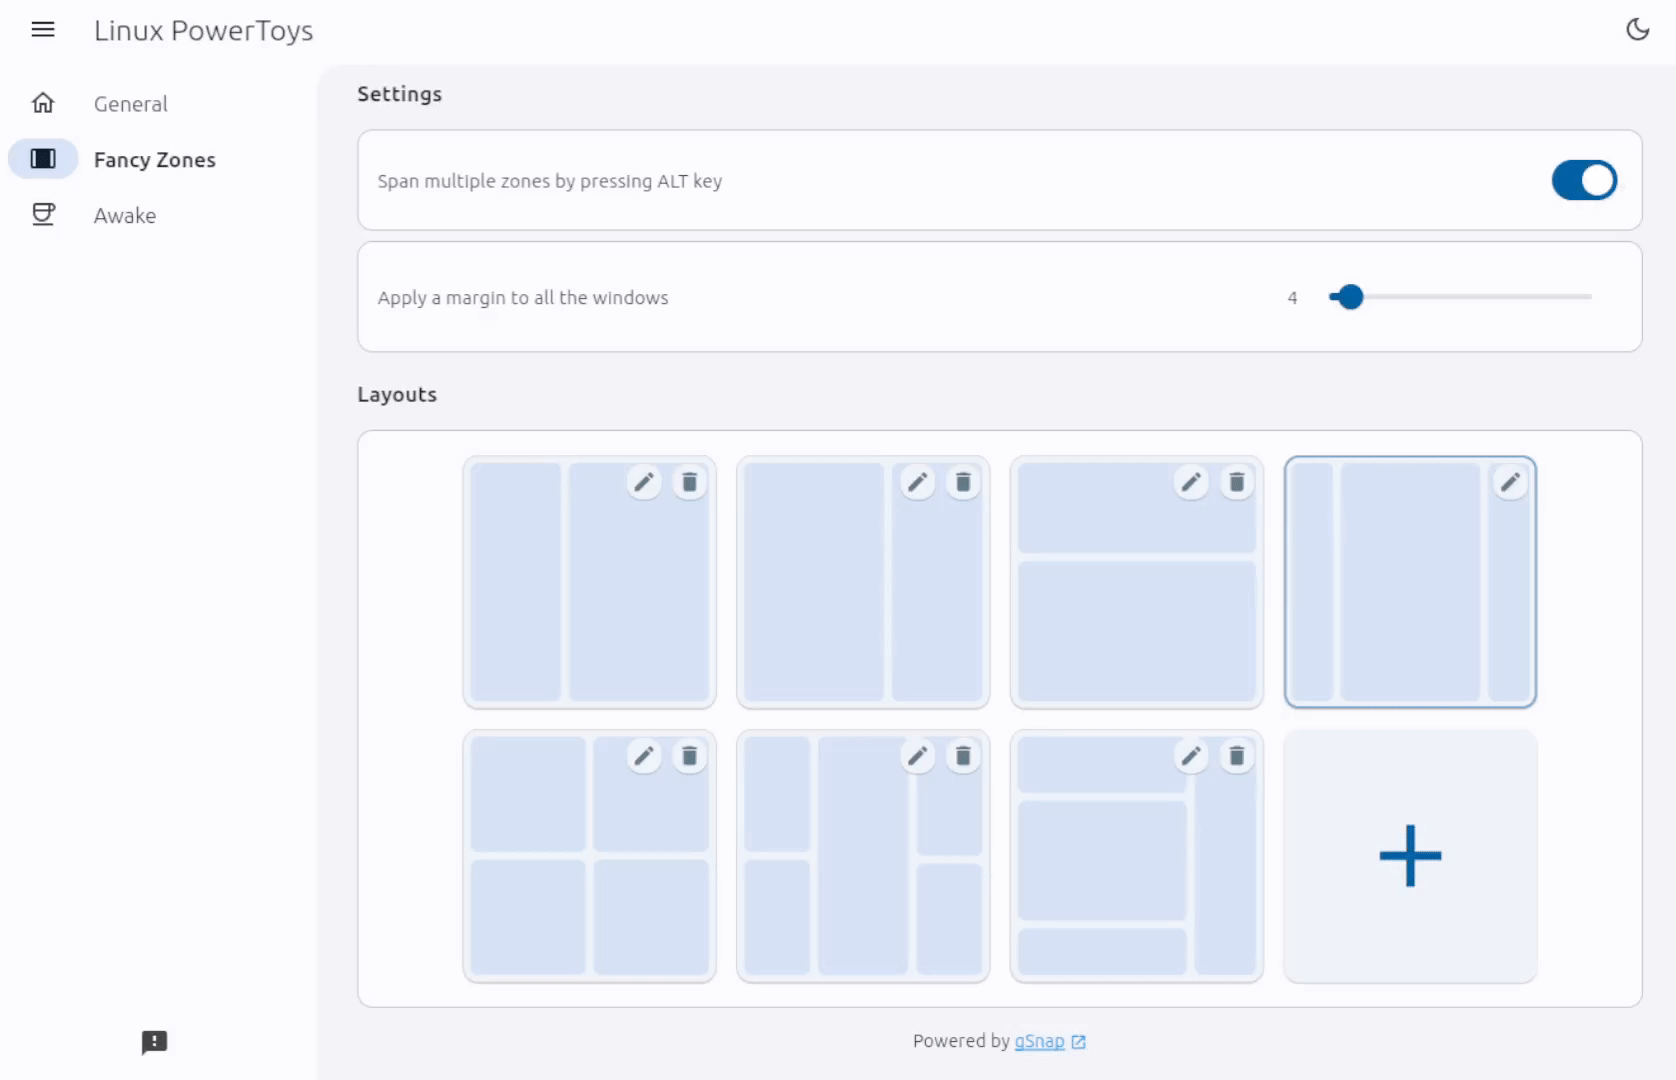 Linux PowerToys
General
Fancy Zones
Awake
Settings
Span multiple zones by pressing ALT key
Apply a margin to all the windows 4
Layouts
Powered by gSnap